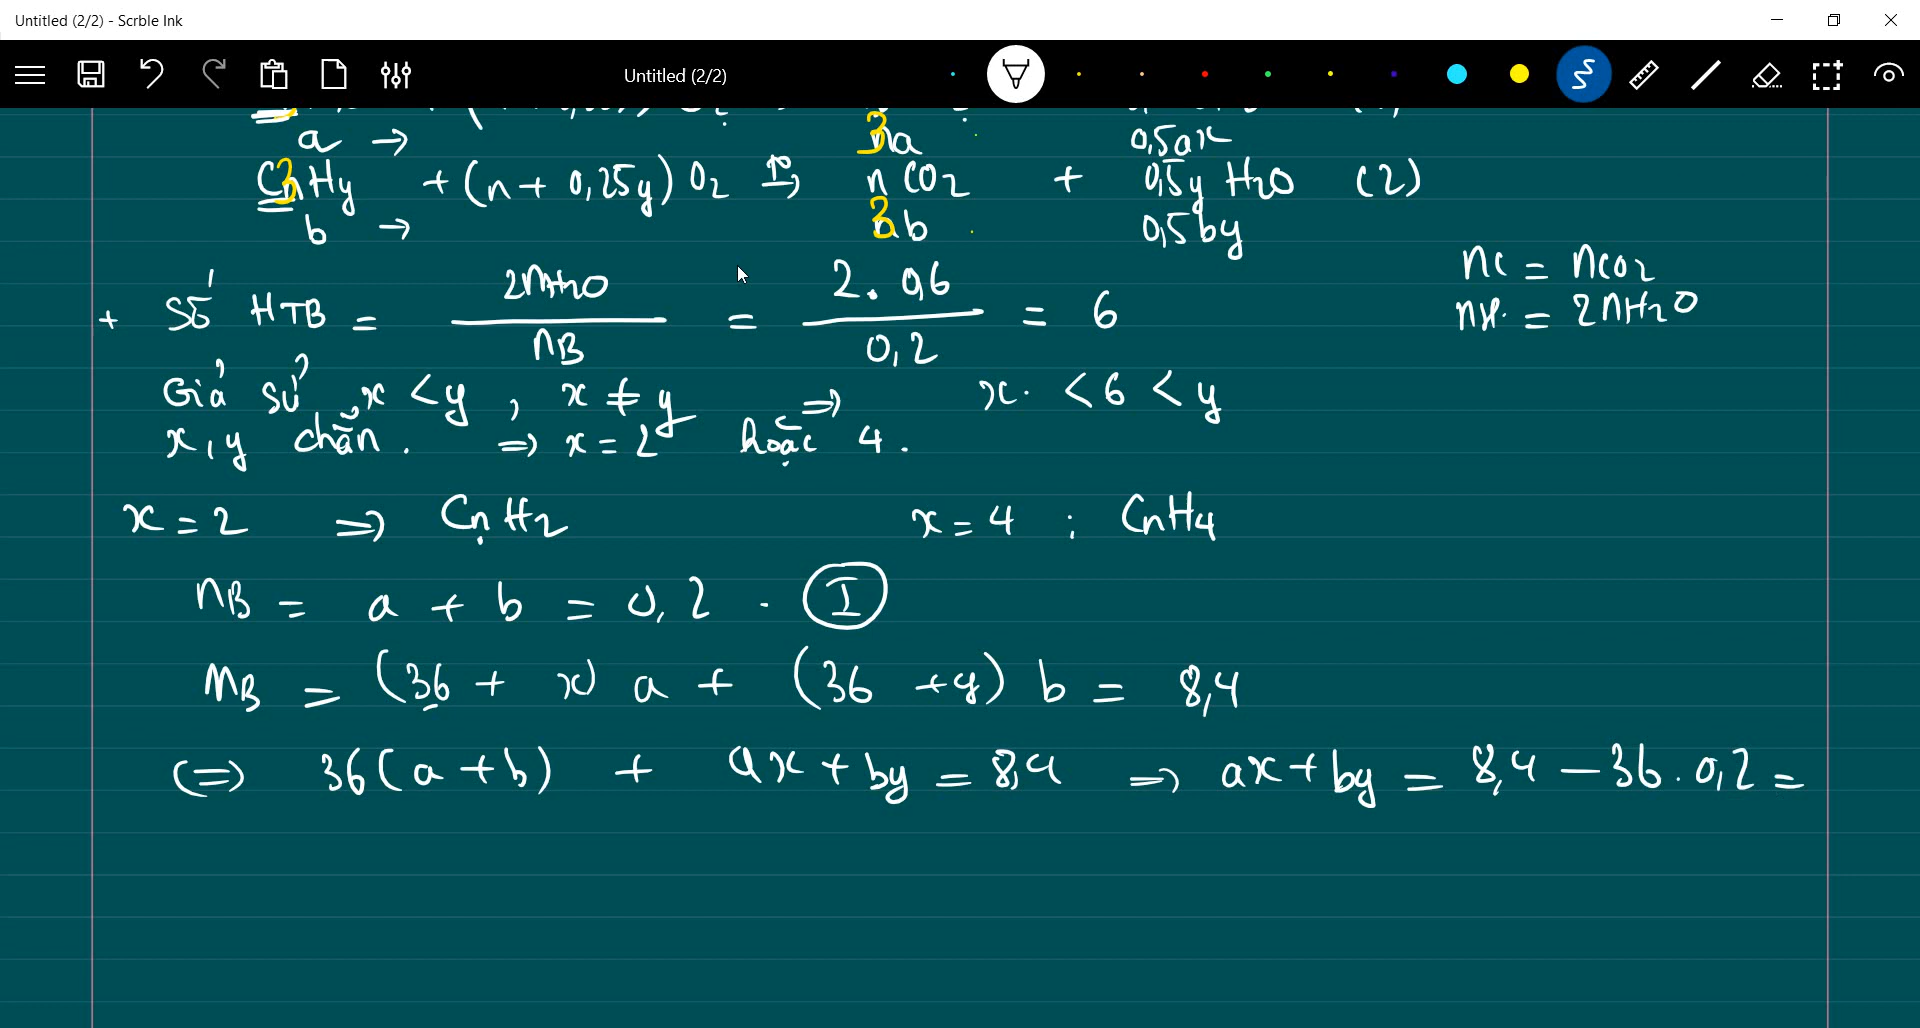 Untitled (2/2) - Scrble Ink
Untitled (2/2)
a → 3a 0,5ax
C3Hy + (n + 0,25y) O2 t°→ n CO2 + 0,5y H2O (2)
b → 3b 0,5by
nC = nCO2
nH = 2nH2O
+ Số HTB = 2nH2O / nB = 2. 0,6 / 0,2 = 6
Giả sử x < y , x ≠ y ⇒ x < 6 < y
x, y chẵn. ⇒ x = 2 hoặc 4.
x = 2 ⇒ CnH2 x = 4 ; CnH4
nB = a + b = 0,2 . I
mB = (36 + x) a + (36 + y) b = 8,4
(=) 36(a + b) + ax + by = 8,4 ⇒ ax + by = 8,4 − 36 . 0,2 =